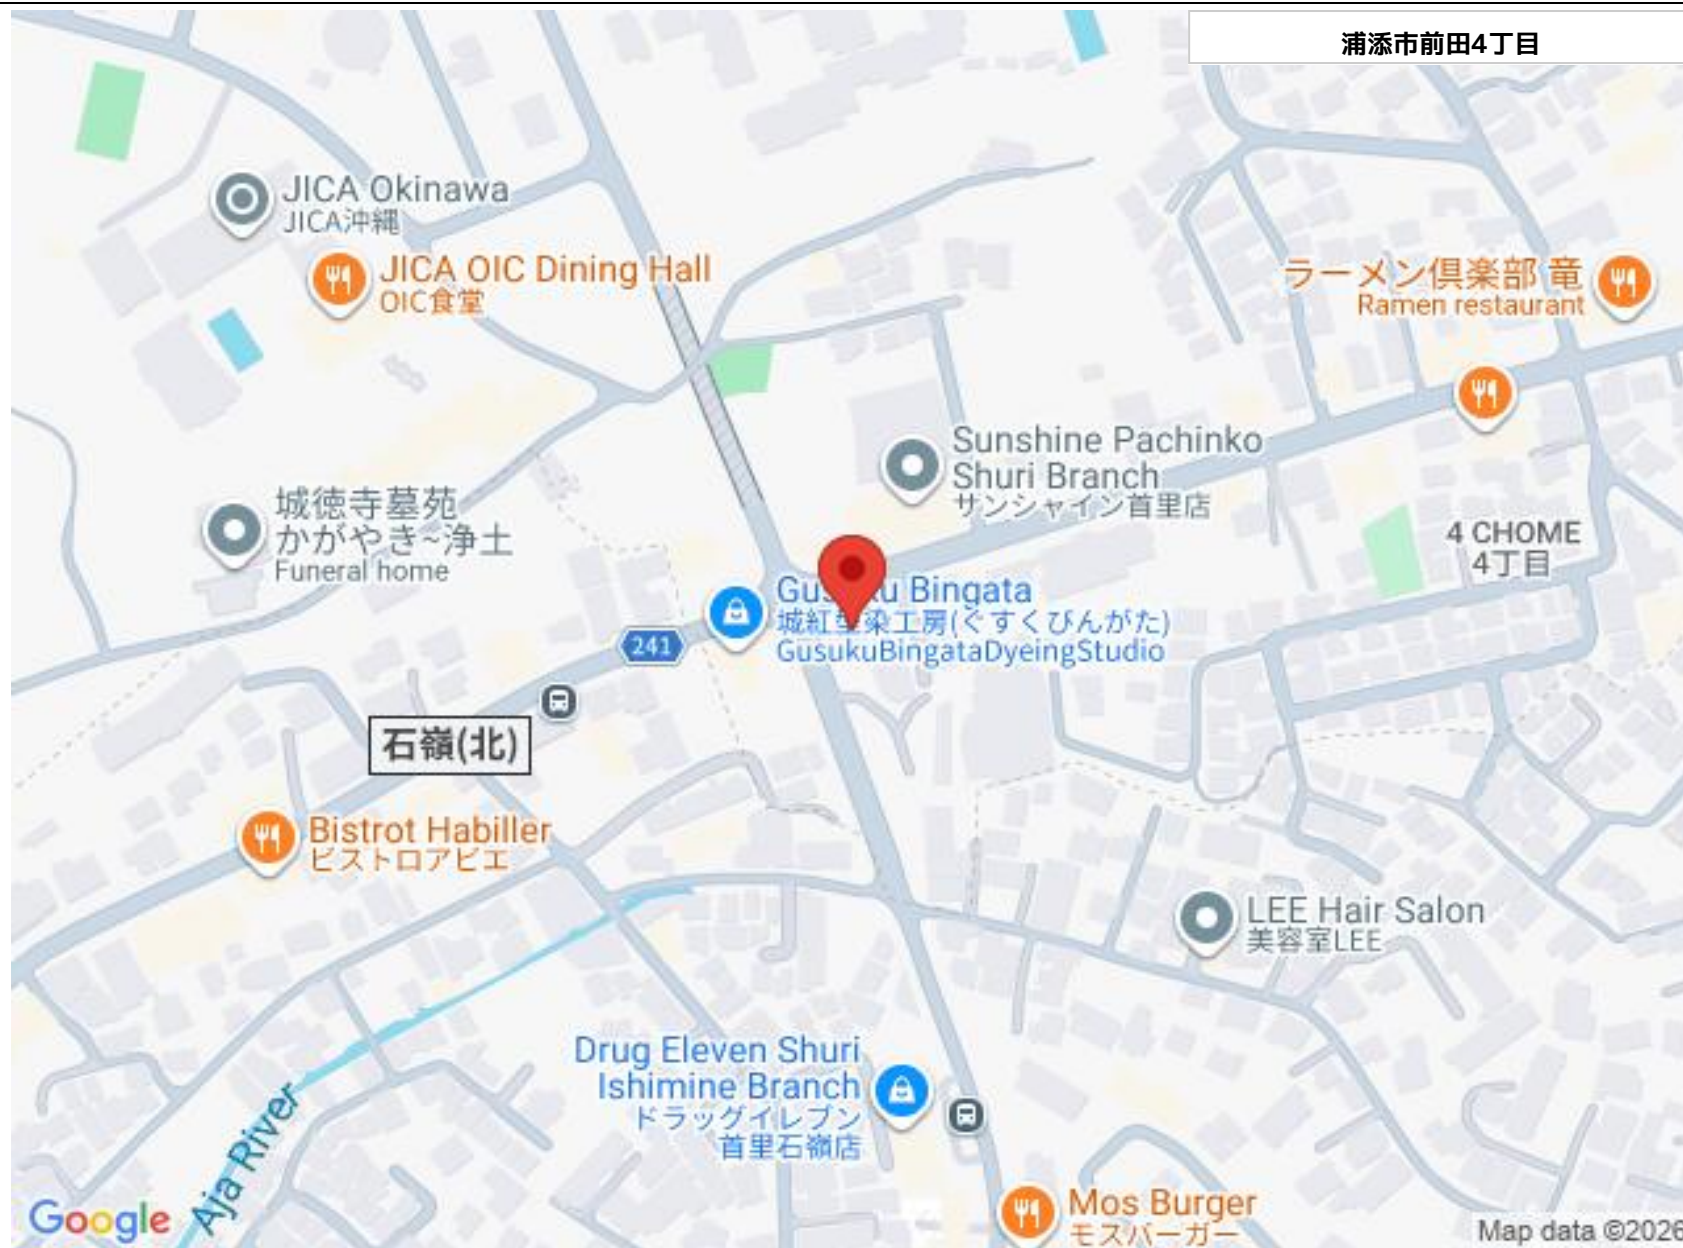 浦添市前田4丁目
JICA Okinawa
JICA沖縄
JICA OIC Dining Hall
OIC食堂
ラーメン倶楽部 竜
Ramen restaurant
Sunshine Pachinko
Shuri Branch
サンシャイン首里店
城徳寺墓苑
かがやき~浄土
Funeral home
4 CHOME
4丁目
Bingata
城紅 染工房(ぐすくびんがた)
GusukuBingataDyeingStudio
241
石嶺(北)
Bistrot Habiller
ビストロアビエ
LEE Hair Salon
美容室LEE
Drug Eleven Shuri
Ishimine Branch
ドラッグイレブン
首里石嶺店
Aja River
Mos Burger
モスバーガー
Google
Map data ©2026